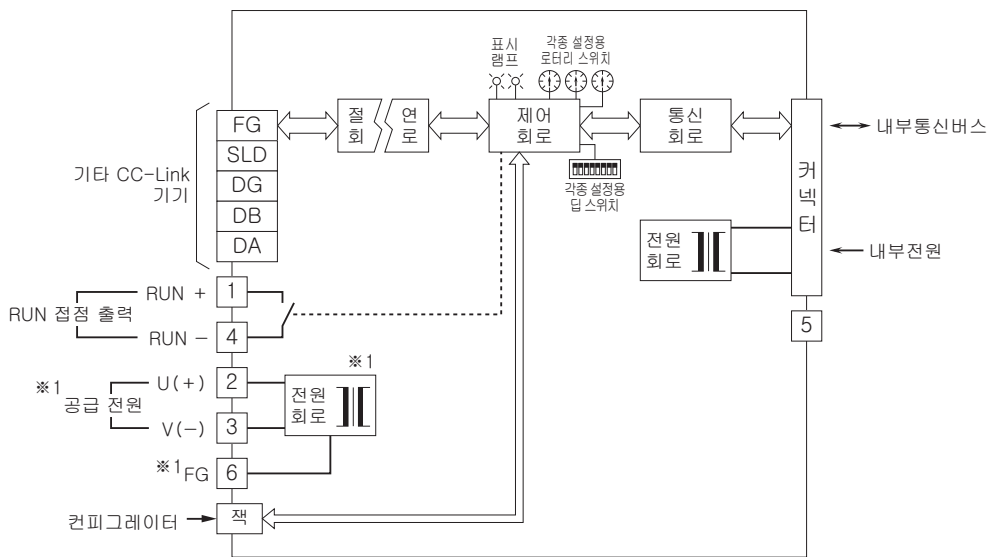 표시
램프
각종 설정용
로터리 스위치
FG
SLD
DG
DB
DA
기타 CC-Link
기기
절 연
회 로
제어
회로
통신
회로
커넥터
내부통신버스
각종 설정용
딥 스위치
전원
회로
내부전원
5
RUN +
1
RUN 접점 출력
RUN -
4
※1
※1
공급 전원
U(+)
2
V(-)
3
전원
회로
※1 FG
6
컨피그레이터
잭